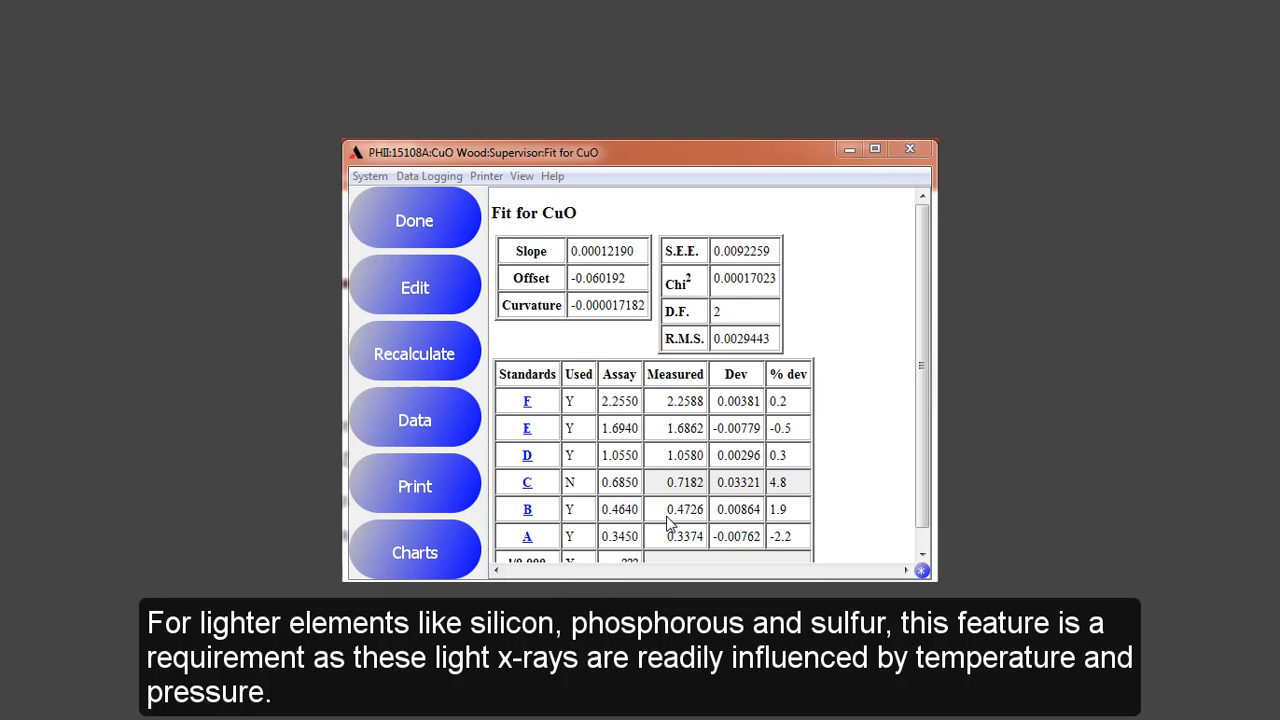 PHII:15108A:CuO Wood:Supervisor:Fit for CuO
System Data Logging Printer View Help
Done
Edit
Recalculate
Data
Print
Charts
Fit for CuO
Slope 0.00012190
Offset -0.060192
Curvature -0.000017182
S.E.E. 0.0092259
Chi2 0.00017023
D.F. 2
R.M.S. 0.0029443
Standards Used Assay Measured Dev % dev
F Y 2.2550 2.2588 0.00381 0.2
E Y 1.6940 1.6862 -0.00779 -0.5
D Y 1.0550 1.0580 0.00296 0.3
C N 0.6850 0.7182 0.03321 4.8
B Y 0.4640 0.4726 0.00864 1.9
A Y 0.3450 0.3374 -0.00762 -2.2
For lighter elements like silicon, phosphorous and sulfur, this feature is a
requirement as these light x-rays are readily influenced by temperature and
pressure.